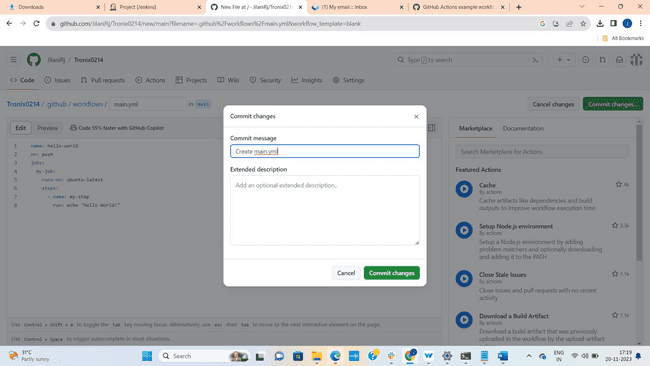 Downloads
Project [Jenkins]
New File at / - JilaniRj/Tronix0214
(1) My email :: Inbox
GitHub Actions example workflo
github.com/JilaniRj/Tronix0214/new/main?filename=.github%2Fworkflows%2Fmain.yml&workflow_template=blank
All Bookmarks
JilaniRj / Tronix0214
Type / to search
Code
Issues
Pull requests
Actions
Projects
Wiki
Security
Insights
Settings
Tronix0214 / .github / workflows / main.yml in main
Cancel changes
Commit changes...
Edit
Preview
Code 55% faster with GitHub Copilot
1 name: hello-world
2 on: push
3 jobs:
4 my-job:
5 runs-on: ubuntu-latest
6 steps:
7 - name: my-step
8 run: echo "Hello World!"
Commit changes
Commit message
Create main.yml
Extended description
Add an optional extended description..
Cancel
Commit changes
Marketplace
Documentation
Search Marketplace for Actions
Featured Actions
Cache
By actions
Cache artifacts like dependencies and build
outputs to improve workflow execution time
Setup Node.js environment
3.3k
By actions
Setup a Node.js environment by adding
problem matchers and optionally downloading
and adding it to the PATH
Close Stale Issues
1.1k
By actions
Close issues and pull requests with no recent
activity
Download a Build Artifact
1.1k
By actions
Download a build artifact that was previously
uploaded in the workflow by the upload-artifact
Use Control + Shift + m to toggle the tab key moving focus. Alternatively, use esc then tab to move to the next interactive element on the page.
Use Control + Space to trigger autocomplete in most situations.
31°C
Partly sunny
Search
ENG
IN
17:19
20-11-2023